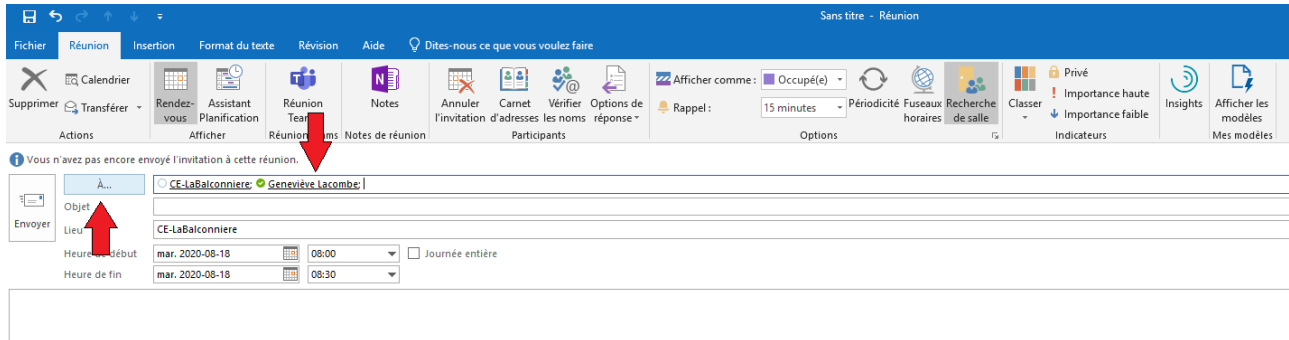 Sans titre - Réunion
Fichier Réunion Insertion Format du texte Révision Aide Dites-nous ce que vous voulez faire
Supprimer Calendrier Transférer
Actions
Rendez-vous Assistant Planification
Afficher
Réunion
Réunion
Notes
Notes de réunion
Annuler l'invitation Carnet d'adresses Vérifier les noms Options de réponse
Participants
Afficher comme : Occupé(e)
Rappel : 15 minutes
Périodicité Fuseaux horaires Recherche de salle
Options
Classer Privé
Importance haute
Importance faible
Indicateurs
Insights
Afficher les modèles
Mes modèles
Vous n'avez pas encore envoyé l'invitation à cette réunion.
Envoyer
À... CE-LaBalconniere; Geneviève Lacombe;
Objet
Lieu CE-LaBalconniere
Heure de début mar. 2020-08-18 08:00 Journée entière
Heure de fin mar. 2020-08-18 08:30